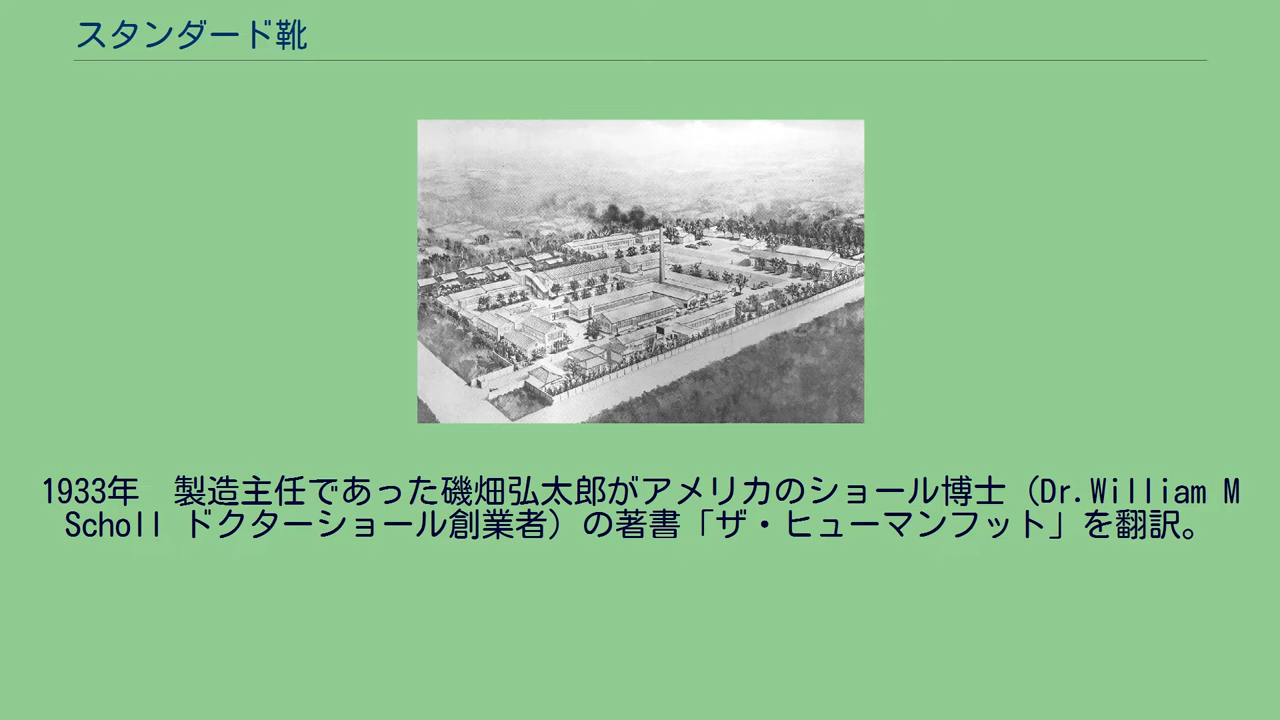 スタンダード靴
1933年　製造主任であった磯畑弘太郎がアメリカのショール博士（Dr.William M
Scholl ドクターショール創業者）の著書「ザ・ヒューマンフット」を翻訳。